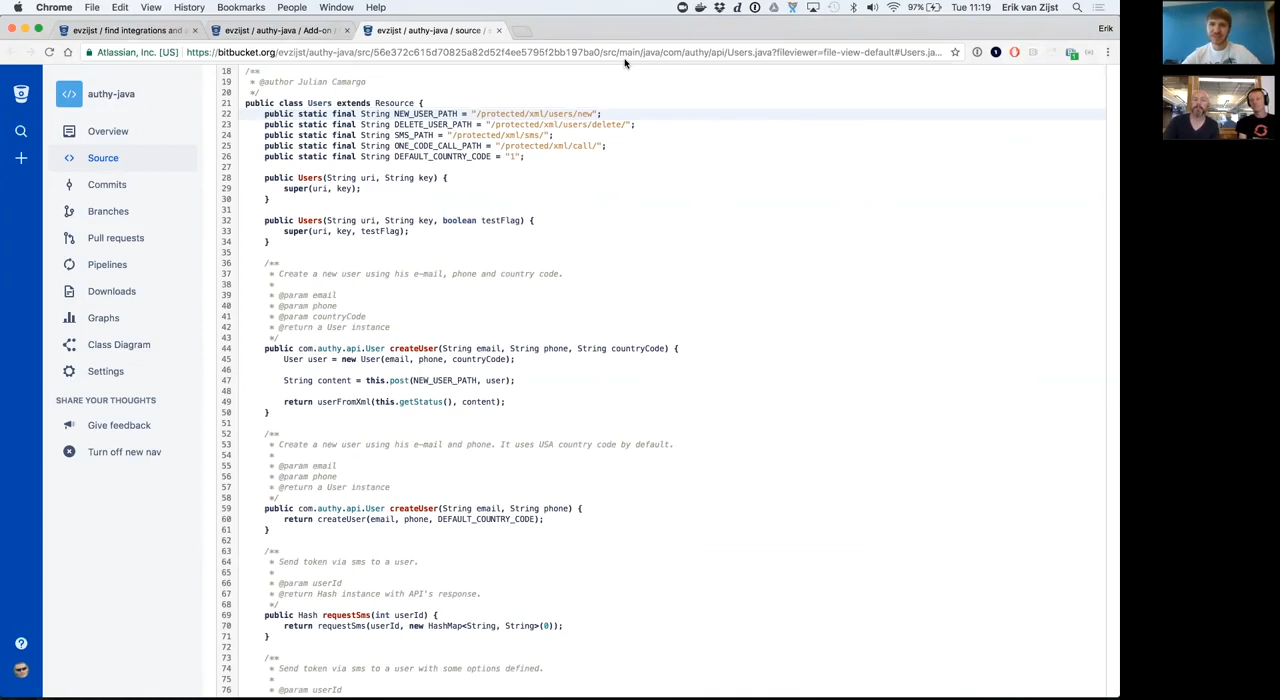 Chrome File Edit View History Bookmarks People Window Help 97% Tue 11:19 Erik van Zijst
evzijst / find integrations and evzijst / authy-java / Add-on / evzijst / authy-java / source / Erik
Atlassian, Inc. [US] https://bitbucket.org/evzijst/authy-java/src/56e372c615d70825a82d52f4ee5795f2bb197ba0/src/main/java/com/authy/api/Users.java?fileviewer=file-view-default#Users.ja...
authy-java
Overview
Source
Commits
Branches
Pull requests
Pipelines
Downloads
Graphs
Class Diagram
Settings
SHARE YOUR THOUGHTS
Give feedback
Turn off new nav
18 /**
19 * @author Julian Camargo
20 */
21 public class Users extends Resource {
22 public static final String NEW_USER_PATH = "/protected/xml/users/new";
23 public static final String DELETE_USER_PATH = "/protected/xml/users/delete/";
24 public static final String SMS_PATH = "/protected/xml/sms/";
25 public static final String ONE_CODE_CALL_PATH = "/protected/xml/call/";
26 public static final String DEFAULT_COUNTRY_CODE = "1";
27
28 public Users(String uri, String key) {
29 super(uri, key);
30 }
31
32 public Users(String uri, String key, boolean testFlag) {
33 super(uri, key, testFlag);
34 }
35
36 /**
37 * Create a new user using his e-mail, phone and country code.
38 *
39 * @param email
40 * @param phone
41 * @param countryCode
42 * @return a User instance
43 */
44 public com.authy.api.User createUser(String email, String phone, String countryCode) {
45 User user = new User(email, phone, countryCode);
46
47 String content = this.post(NEW_USER_PATH, user);
48
49 return userFromXml(this.getStatus(), content);
50 }
51
52 /**
53 * Create a new user using his e-mail and phone. It uses USA country code by default.
54 *
55 * @param email
56 * @param phone
57 * @return a User instance
58 */
59 public com.authy.api.User createUser(String email, String phone) {
60 return createUser(email, phone, DEFAULT_COUNTRY_CODE);
61 }
62
63 /**
64 * Send token via sms to a user.
65 *
66 * @param userId
67 * @return Hash instance with API's response.
68 */
69 public Hash requestSms(int userId) {
70 return requestSms(userId, new HashMap<String, String>(0));
71 }
72
73 /**
74 * Send token via sms to a user with some options defined.
75 *
76 * @param userId